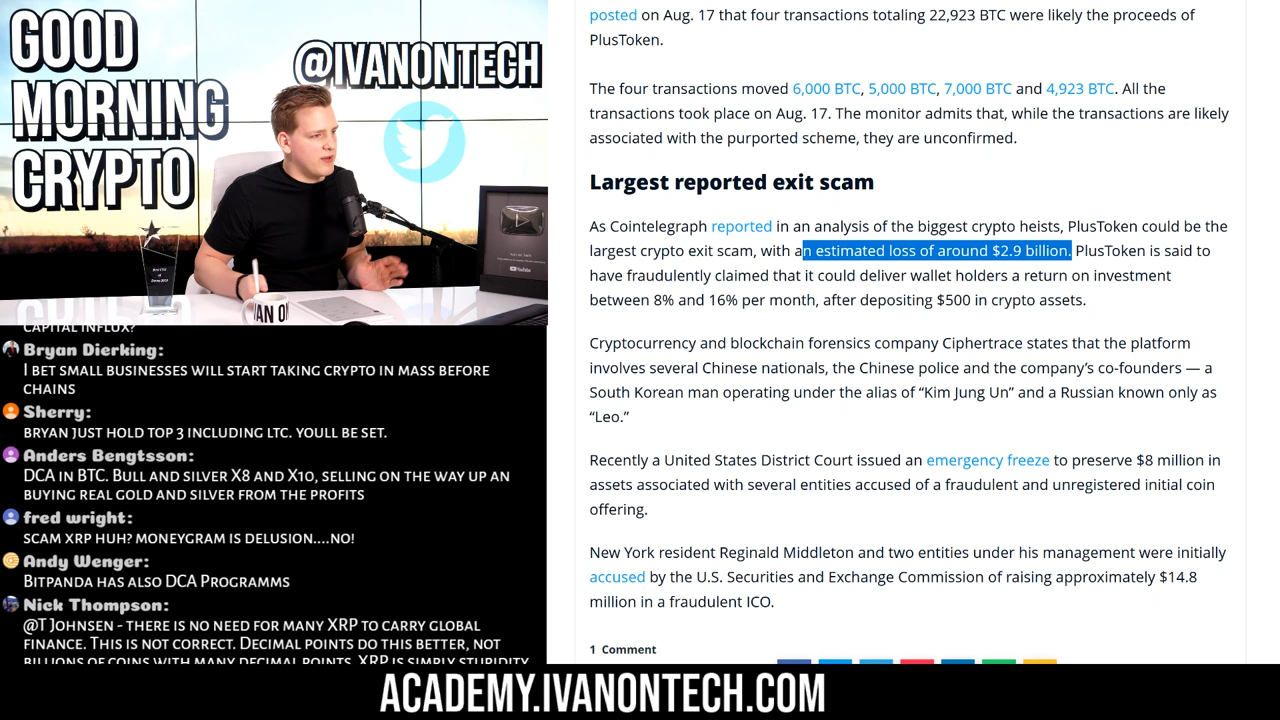 GOOD
MORNING
CRYPTO
@IVANONTECH
YouTube
IVAN O
CAPITAL INFLUX?
Bryan Dierking:
I BET SMALL BUSINESSES WILL START TAKING CRYPTO IN MASS BEFORE
CHAINS
Sherry:
BRYAN JUST HOLD TOP 3 INCLUDING LTC. YOULL BE SET.
Anders Bengtsson:
DCA IN BTC. BULL AND SILVER X8 AND X10, SELLING ON THE WAY UP AN
BUYING REAL GOLD AND SILVER FROM THE PROFITS
fred wright:
SCAM XRP HUH? MONEYGRAM IS DELUSION....NO!
Andy Wenger:
BITPANDA HAS ALSO DCA PROGRAMMS
Nick Thompson:
@T JOHNSEN - THERE IS NO NEED FOR MANY XRP TO CARRY GLOBAL
FINANCE. THIS IS NOT CORRECT. DECIMAL POINTS DO THIS BETTER, NOT
BILLIONS OF COINS WITH MANY DECIMAL POINTS. XRP IS SIMPLY STUPIDITY
posted on Aug. 17 that four transactions totaling 22,923 BTC were likely the proceeds of
PlusToken.
The four transactions moved 6,000 BTC, 5,000 BTC, 7,000 BTC and 4,923 BTC. All the
transactions took place on Aug. 17. The monitor admits that, while the transactions are likely
associated with the purported scheme, they are unconfirmed.
Largest reported exit scam
As Cointelegraph reported in an analysis of the biggest crypto heists, PlusToken could be the
largest crypto exit scam, with an estimated loss of around $2.9 billion. PlusToken is said to
have fraudulently claimed that it could deliver wallet holders a return on investment
between 8% and 16% per month, after depositing $500 in crypto assets.
Cryptocurrency and blockchain forensics company Ciphertrace states that the platform
involves several Chinese nationals, the Chinese police and the company’s co-founders — a
South Korean man operating under the alias of “Kim Jung Un” and a Russian known only as
“Leo.”
Recently a United States District Court issued an emergency freeze to preserve $8 million in
assets associated with several entities accused of a fraudulent and unregistered initial coin
offering.
New York resident Reginald Middleton and two entities under his management were initially
accused by the U.S. Securities and Exchange Commission of raising approximately $14.8
million in a fraudulent ICO.
1 Comment
ACADEMY.IVANONTECH.COM